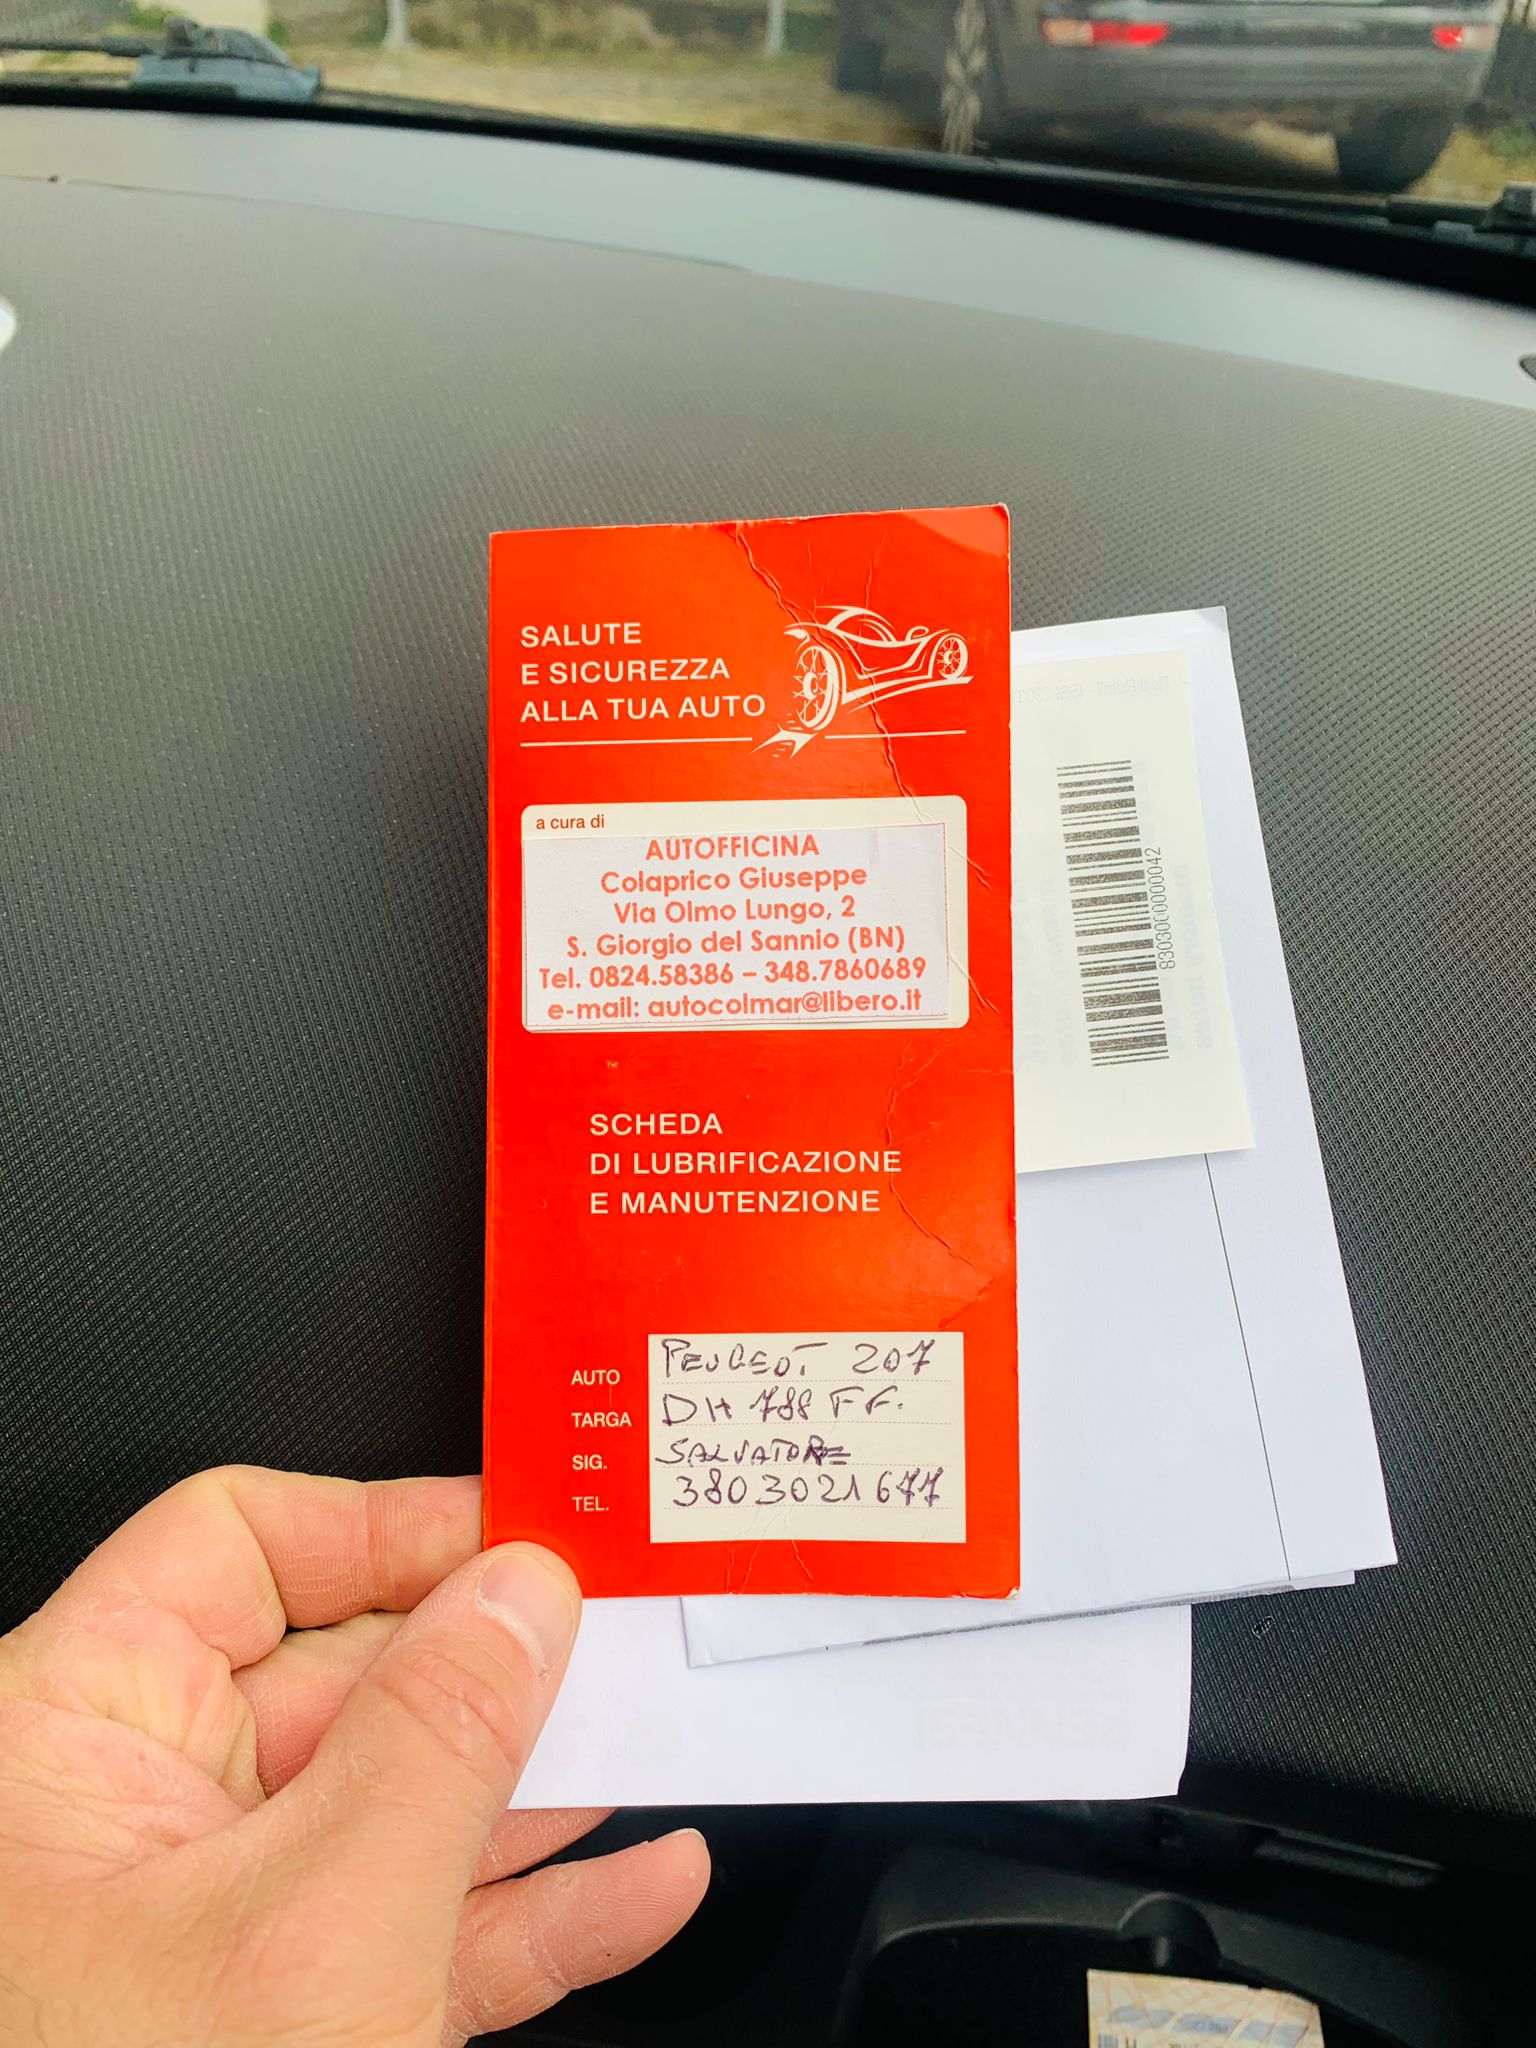 SALUTE
E SICUREZZA
ALLA TUA AUTO
a cura di
AUTOFFICINA
Colaprico Giuseppe
Via Olmo Lungo, 2
S. Giorgio del Sannio (BN)
Tel. 0824.58386 – 348.7860689
e-mail: autocolmar@libero.it
SCHEDA
DI LUBRIFICAZIONE
E MANUTENZIONE
AUTO PEUGEOT 207
TARGA DH 788 FF.
SIG. SALVATORE
TEL. 3803021677
8303000000042